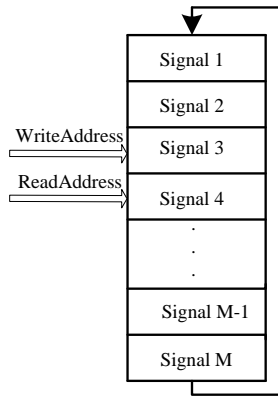 Signal 1
Signal 2
WriteAddress
Signal 3
ReadAddress
Signal 4
.
.
.
Signal M-1
Signal M